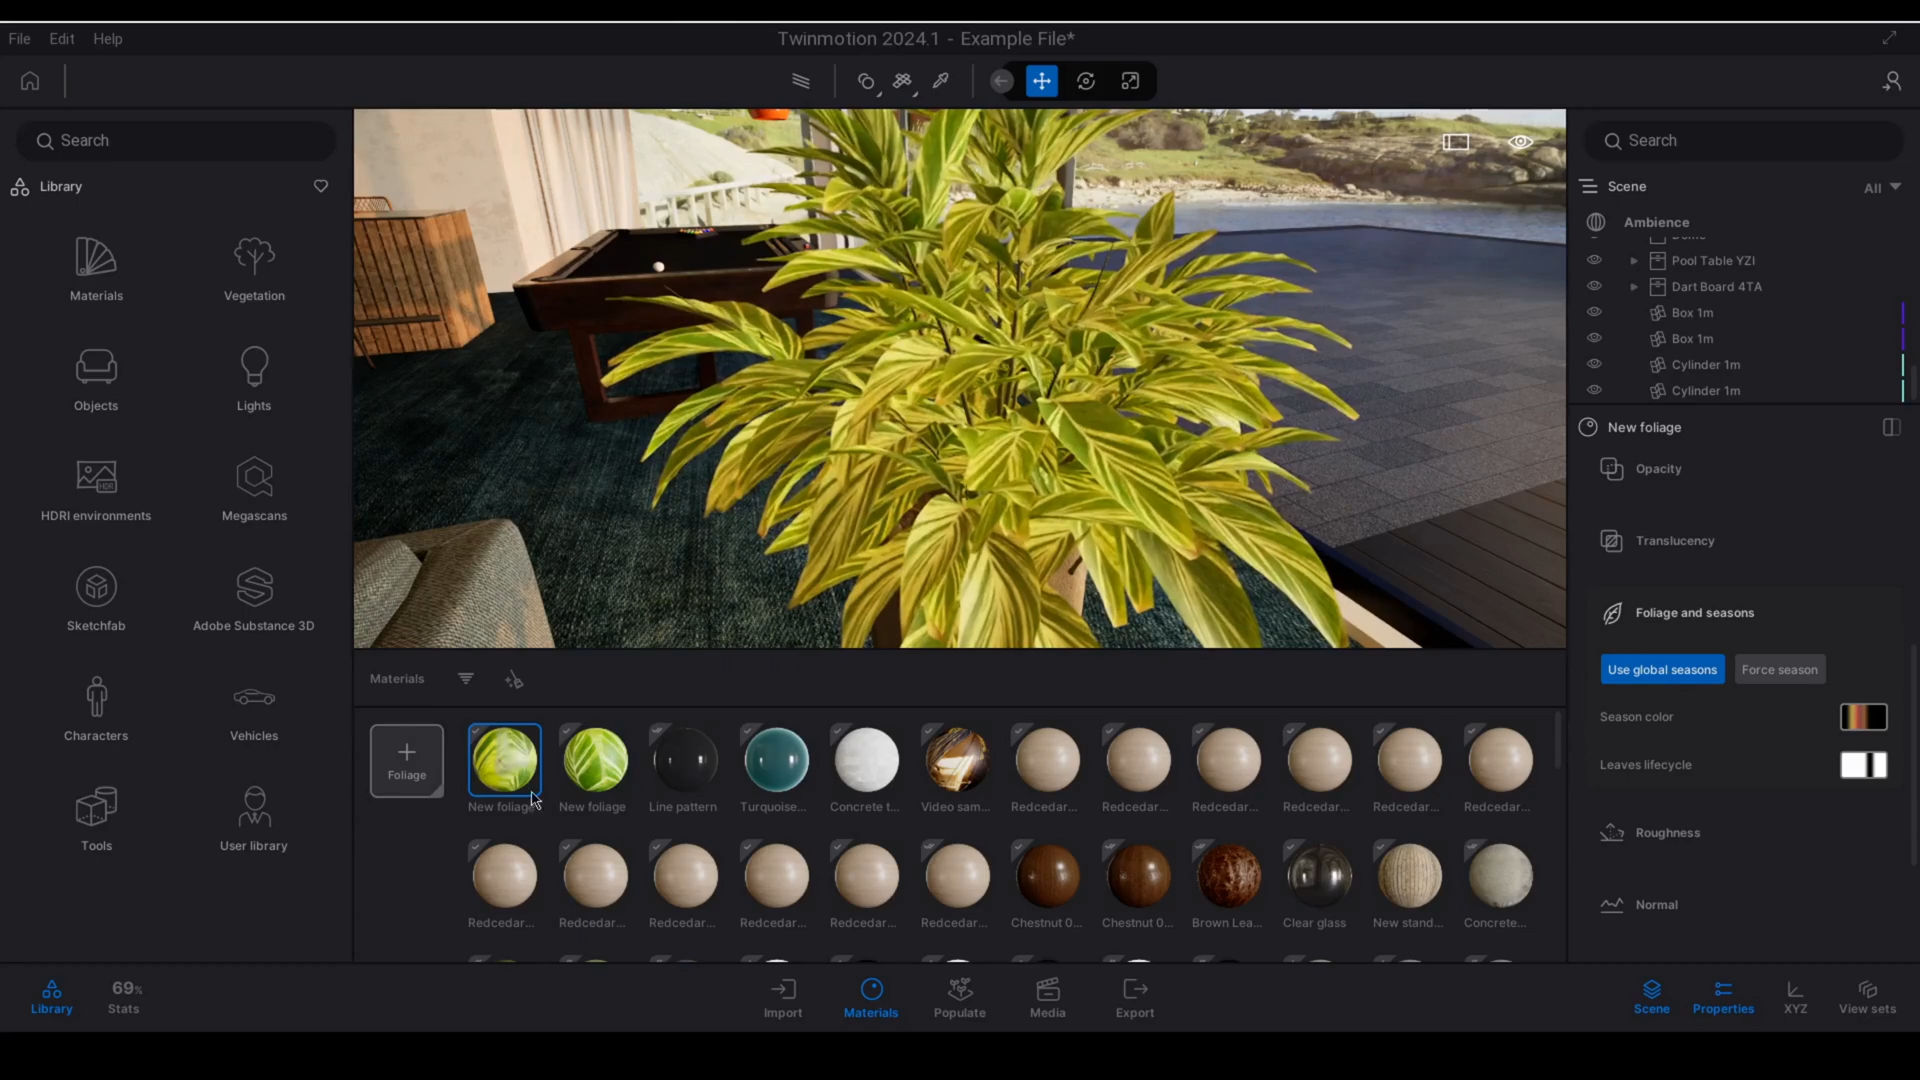 File Edit Help
Twinmotion 2024.1 - Example File*
Search
Library
Materials
Vegetation
Objects
Lights
HDR
HDRI environments
Megascans
Sketchfab
Adobe Substance 3D
Characters
Vehicles
Tools
User library
Search
Scene
All
Ambience
Pool Table YZI
Dart Board 4TA
Box 1m
Box 1m
Cylinder 1m
Cylinder 1m
New foliage
Opacity
Translucency
Foliage and seasons
Use global seasons
Force season
Season color
Leaves lifecycle
Roughness
Normal
Materials
Foliage
New foliage
New foliage
Line pattern
Turquoise...
Concrete t...
Video sam...
Redcedar...
Redcedar...
Redcedar...
Redcedar...
Redcedar...
Redcedar...
Redcedar...
Redcedar...
Redcedar...
Redcedar...
Redcedar...
Redcedar...
Chestnut 0...
Chestnut 0...
Brown Lea...
Clear glass
New stand...
Concrete...
Library
69%
Stats
Import
Materials
Populate
Media
Export
Scene
Properties
XYZ
View sets